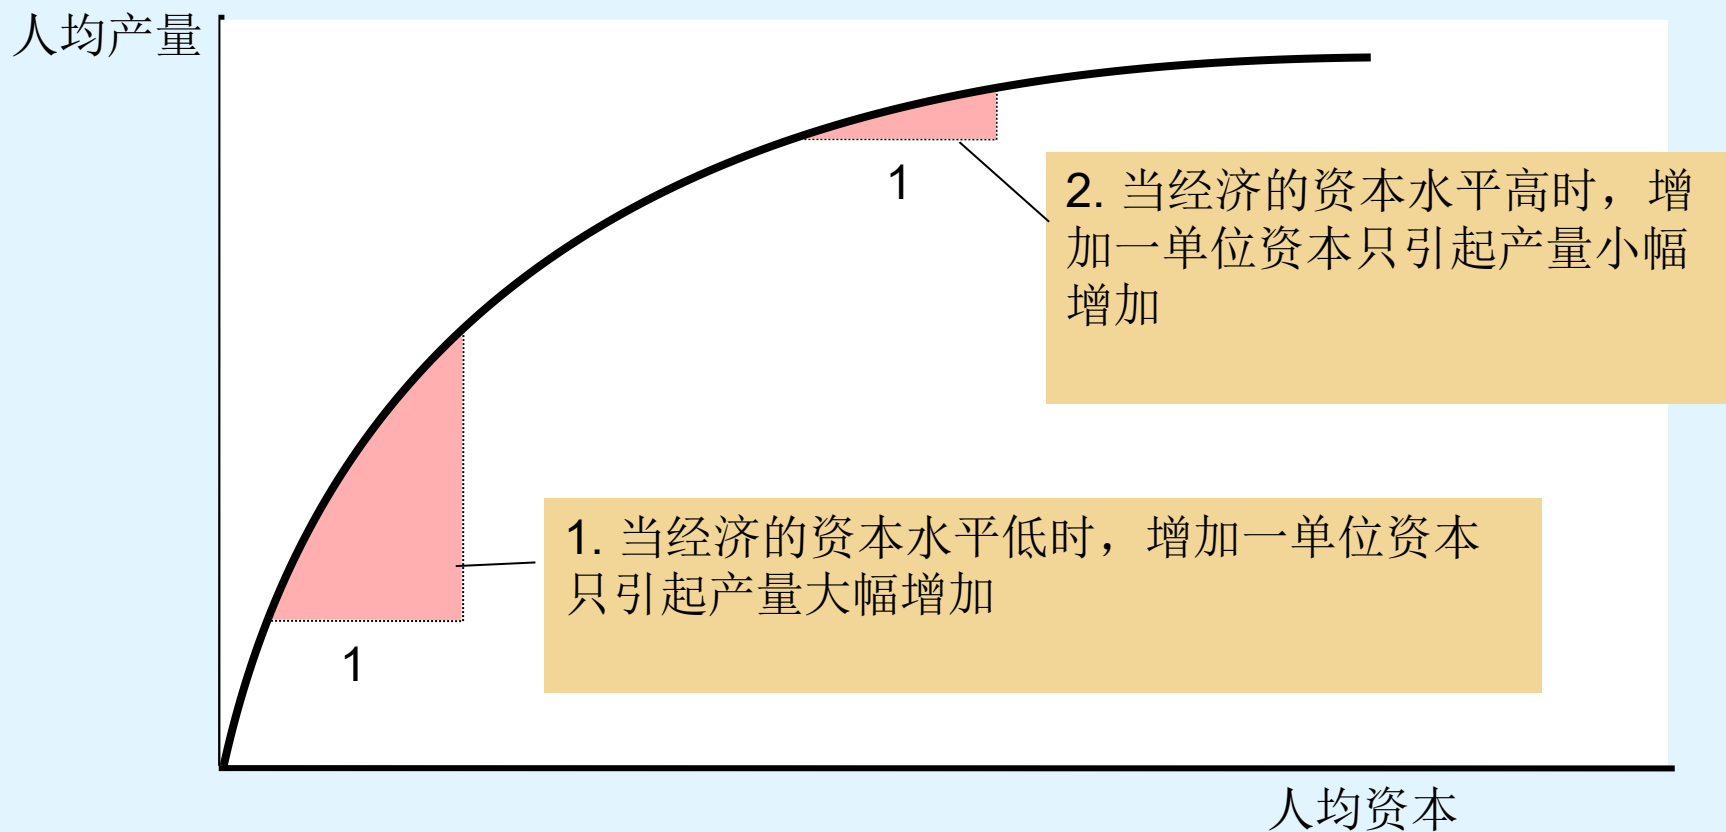 人均产量
1
2. 当经济的资本水平高时，增
加一单位资本只引起产量小幅
增加
1. 当经济的资本水平低时，增加一单位资本
只引起产量大幅增加
1
人均资本